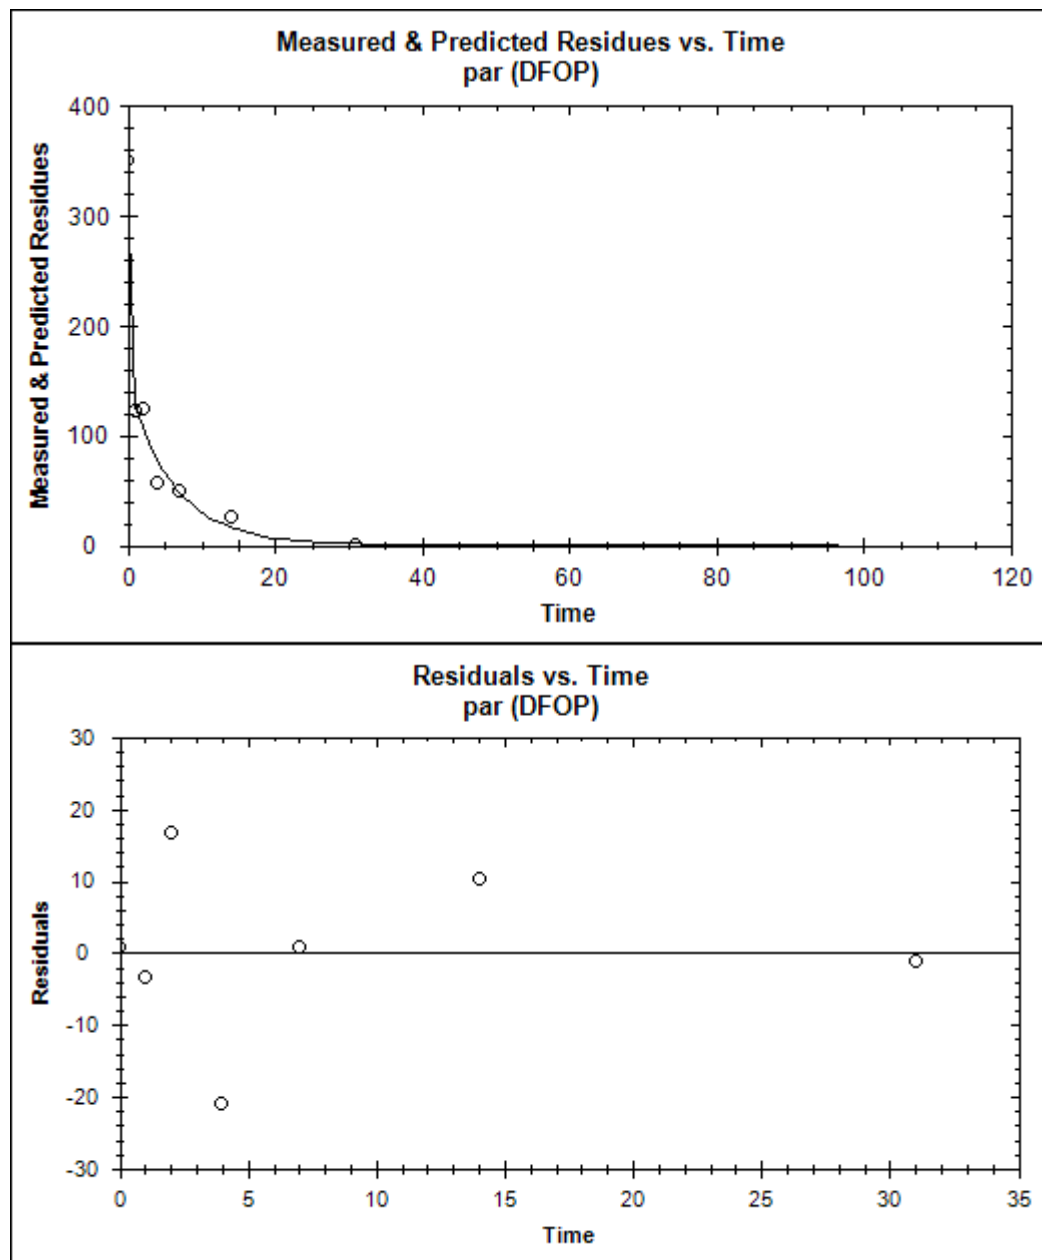 Measured & Predicted Residues vs. Time
par (DFOP)
Measured & Predicted Residues
400
300
200
100
0
0 20 40 60 80 100 120
Time
Residuals vs. Time
par (DFOP)
Residuals
30
20
10
0
-10
-20
-30
0 5 10 15 20 25 30 35
Time